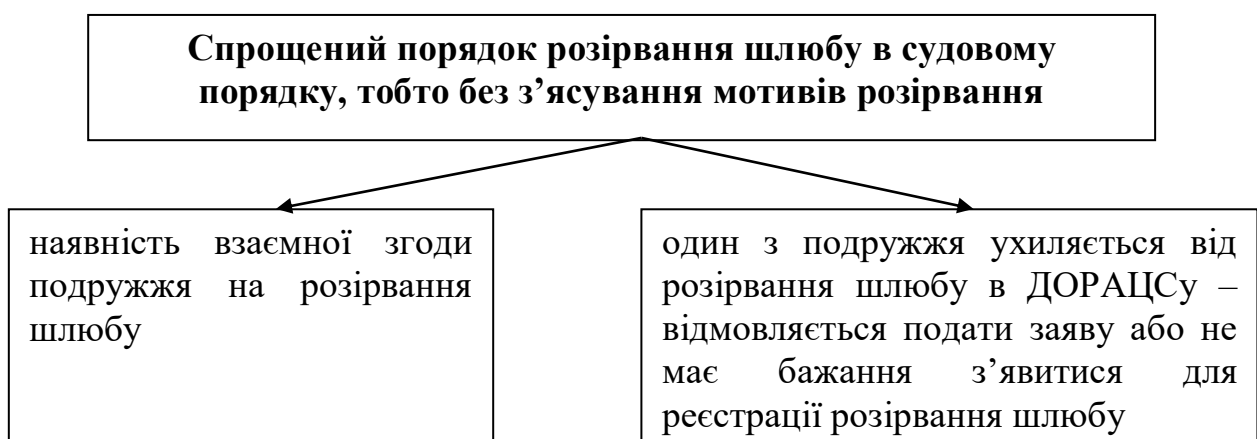 Спрощений порядок розірвання шлюбу в судовому
порядку, тобто без з’ясування мотивів розірвання
наявність взаємної згоди
подружжя на розірвання
шлюбу
один з подружжя ухиляється від
розірвання шлюбу в ДОРАЦСу –
відмовляється подати заяву або не
має бажання з’явитися для
реєстрації розірвання шлюбу